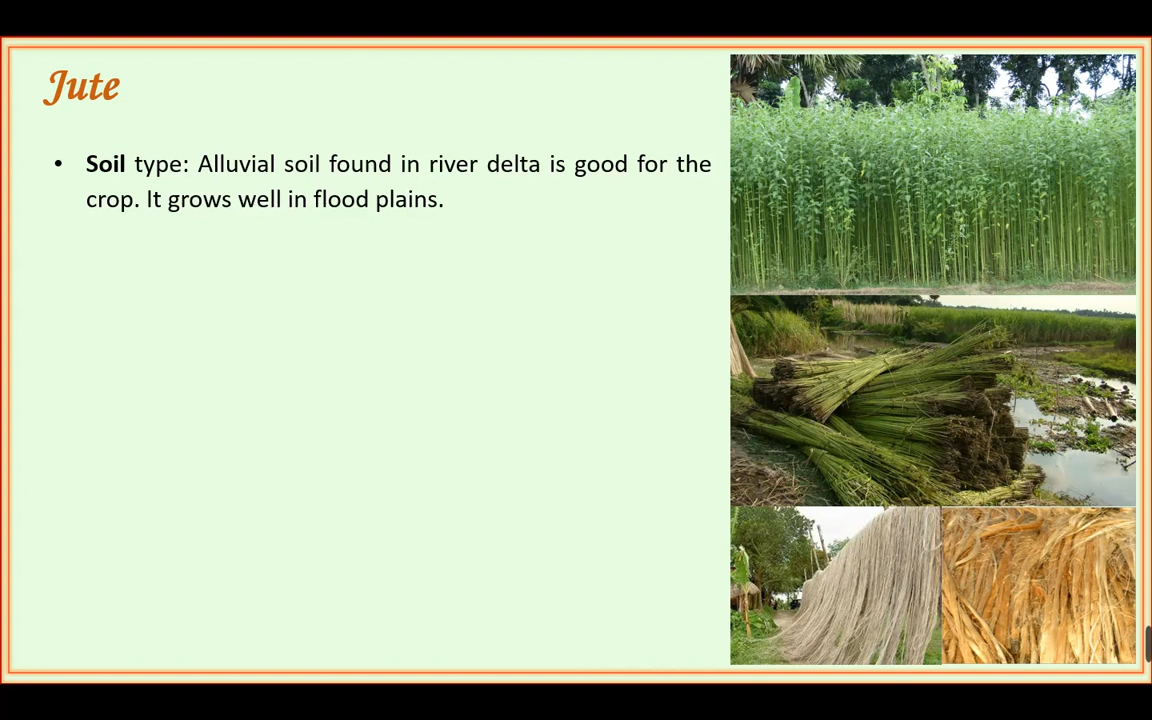 Jute
• Soil type: Alluvial soil found in river delta is good for the
crop. It grows well in flood plains.